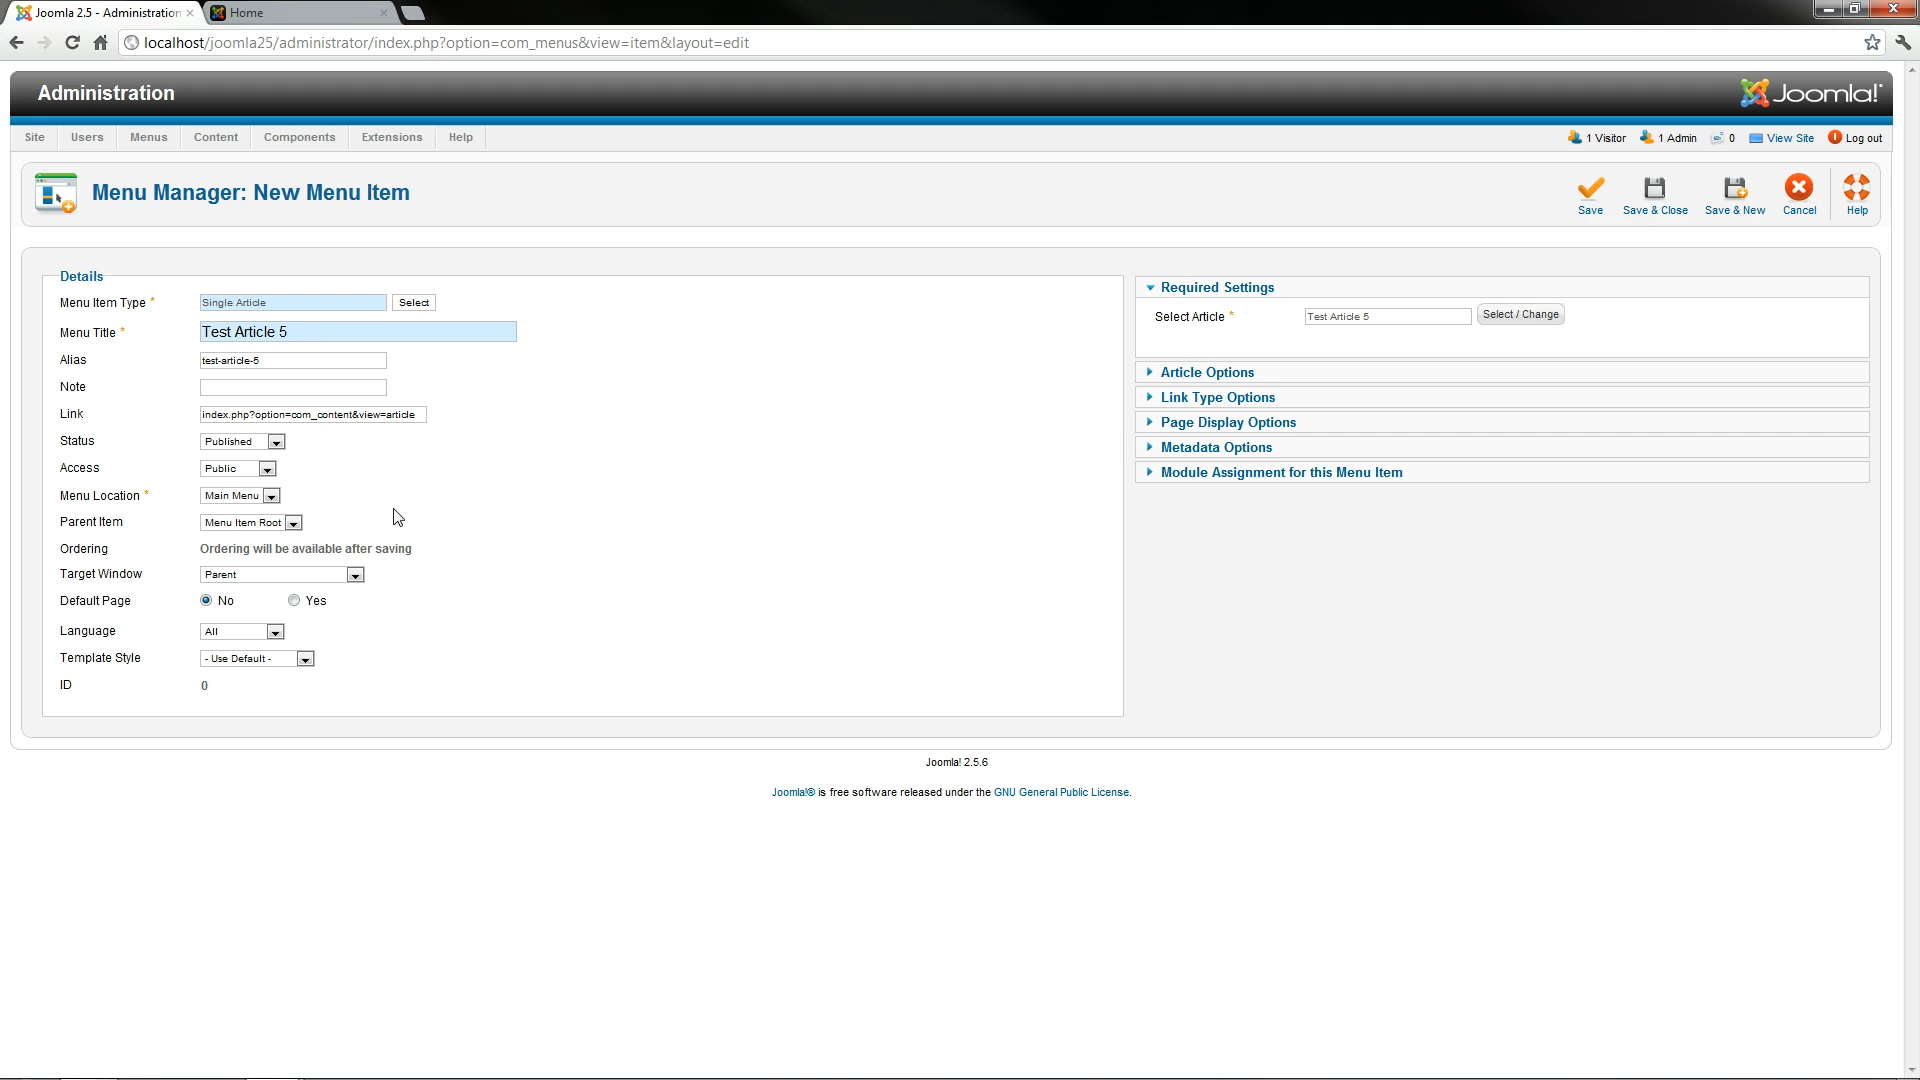 Joomla 2.5 - Administration
Home
localhost/joomla25/administrator/index.php?option=com_menus&view=item&layout=edit
Administration
Joomla!
Site Users Menus Content Components Extensions Help
1 Visitor 1 Admin 0 View Site Log out
Menu Manager: New Menu Item
Save Save & Close Save & New Cancel Help
Details
Menu Item Type * Single Article Select
Menu Title * Test Article 5
Alias test-article-5
Note
Link index.php?option=com_content&view=article
Status Published
Access Public
Menu Location * Main Menu
Parent Item Menu Item Root
Ordering Ordering will be available after saving
Target Window Parent
Default Page No Yes
Language All
Template Style - Use Default -
ID 0
Required Settings
Select Article * Test Article 5 Select / Change
Article Options
Link Type Options
Page Display Options
Metadata Options
Module Assignment for this Menu Item
Joomla! 2.5.6
Joomla!® is free software released under the GNU General Public License.